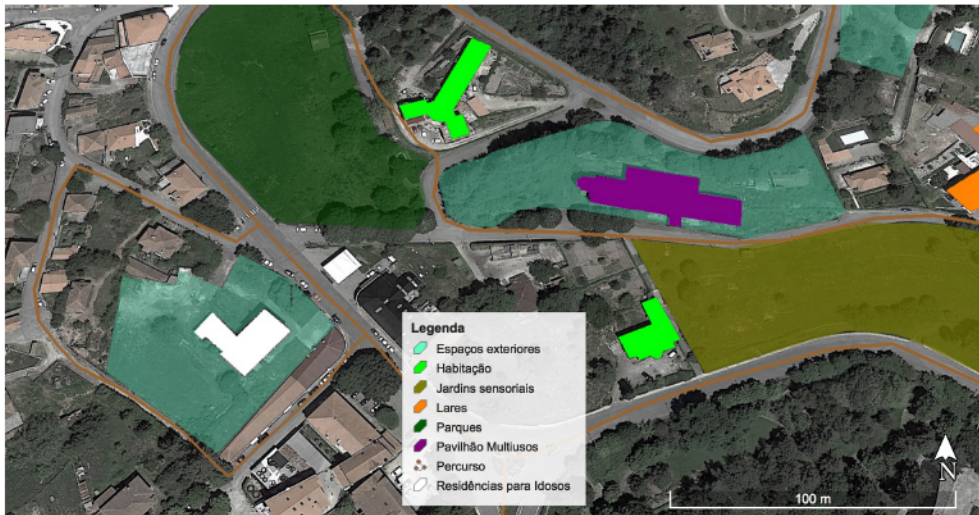 Legenda
Espaços exteriores
Habitação
Jardins sensoriais
Lares
Parques
Pavilhão Multiusos
Percurso
Residências para Idosos
N
100 m